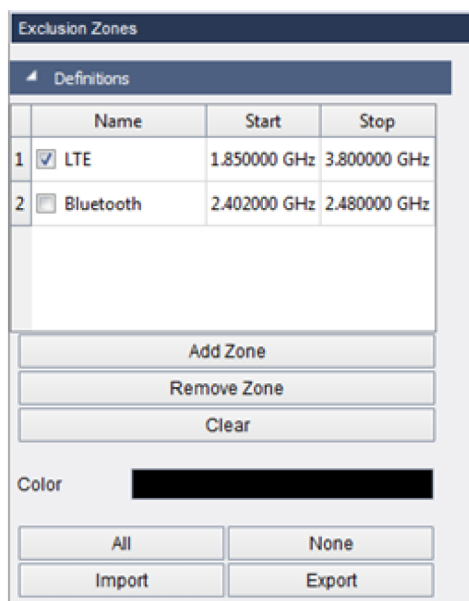 Exclusion Zones
Definitions
Name Start Stop
1 LTE 1.850000 GHz 3.800000 GHz
2 Bluetooth 2.402000 GHz 2.480000 GHz
Add Zone
Remove Zone
Clear
Color
All None
Import Export